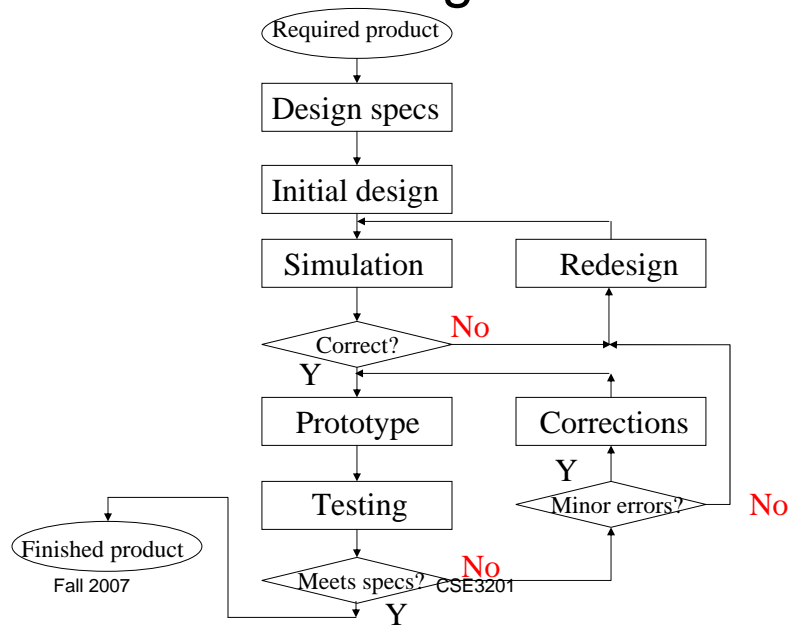 Required product
Design specs
Initial design
Simulation
Redesign
Correct?
No
Y
Prototype
Corrections
Y
Testing
Minor errors?
No
Finished product
Meets specs?
No
Y
Fall 2007
CSE3201